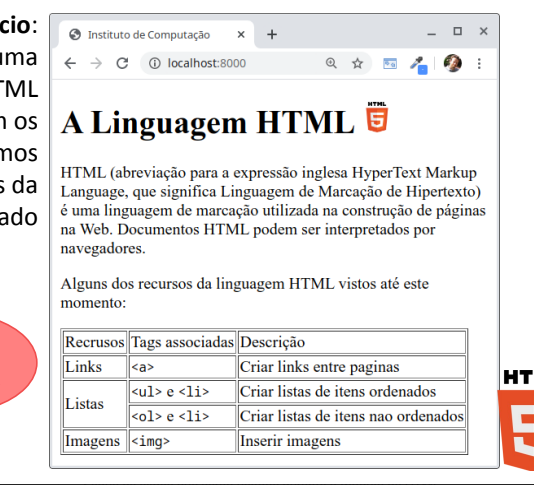 cio:
uma
TML
m os
mos
s da
ado
Instituto de Computação
localhost:8000
A Linguagem HTML
HTML
5
HTML (abreviação para a expressão inglesa HyperText Markup
Language, que significa Linguagem de Marcação de Hipertexto)
é uma linguagem de marcação utilizada na construção de páginas
na Web. Documentos HTML podem ser interpretados por
navegadores.
Alguns dos recursos da linguagem HTML vistos até este
momento:
Recrusos Tags associadas Descrição
Links <a> Criar links entre paginas
Listas <ul> e <li> Criar listas de itens ordenados
<ol> e <li> Criar listas de itens nao ordenados
Imagens <img> Inserir imagens
HT
5